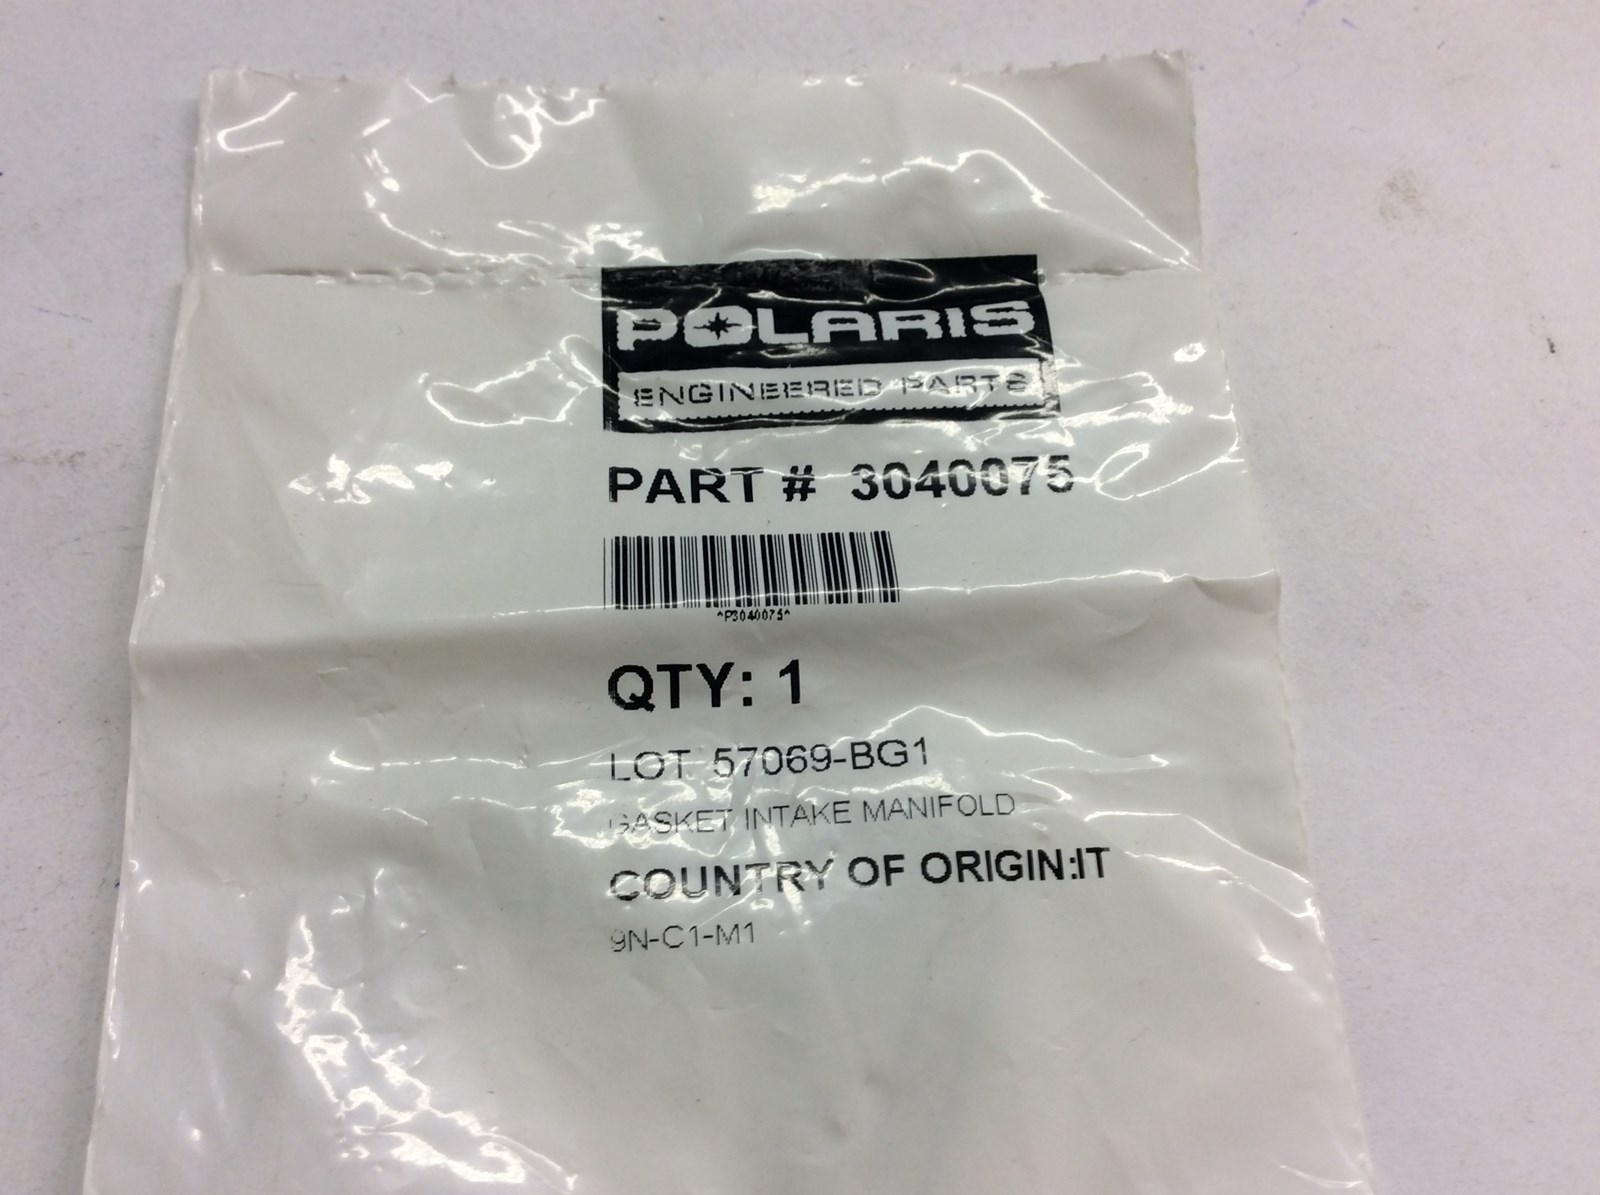 POLARIS
ENGINEERED PARTS
PART # 3040075
^P3040075^
QTY: 1
LOT 57069-BG1
GASKET INTAKE MANIFOLD
COUNTRY OF ORIGIN:IT
9N-C1-M1